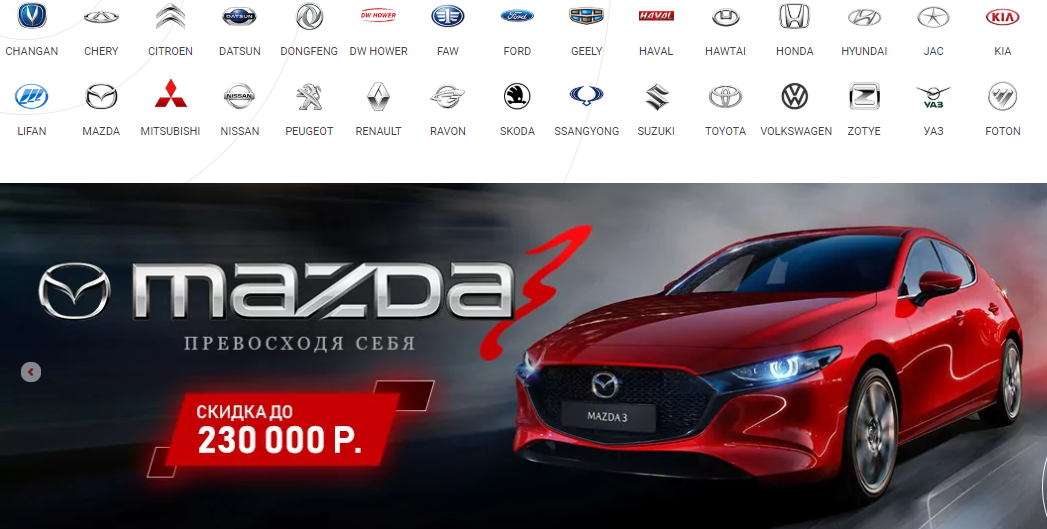 CHANGAN CHERY CITROEN DATSUN DONGFENG DW HOWER FAW FORD GEELY HAVAL HAWTAI HONDA HYUNDAI JAC KIA
LIFAN MAZDA MITSUBISHI NISSAN PEUGEOT RENAULT RAVON SKODA SSANGYONG SUZUKI TOYOTA VOLKSWAGEN ZOTYE УАЗ FOTON
mazda 3
ПРЕВОСХОДЯ СЕБЯ
СКИДКА ДО
230 000 Р.
MAZDA 3